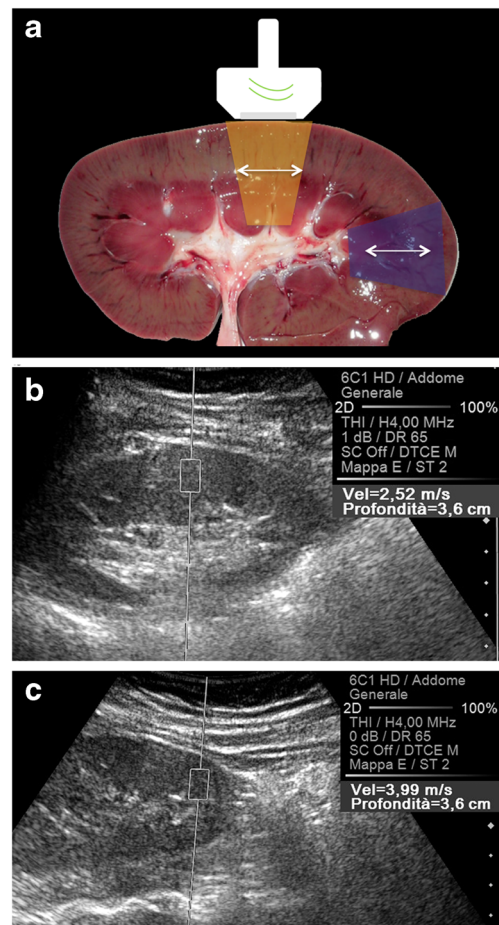 a
b
6C1 HD / Addome
Generale
2D 100%
THI / H4,00 MHz
1 dB / DR 65
SC Off / DTCE M
Mappa E / ST 2
Vel=2,52 m/s
Profondità=3,6 cm
c
6C1 HD / Addome
Generale
2D 100%
THI / H4,00 MHz
0 dB / DR 65
SC Off / DTCE M
Mappa E / ST 2
Vel=3,99 m/s
Profondità=3,6 cm